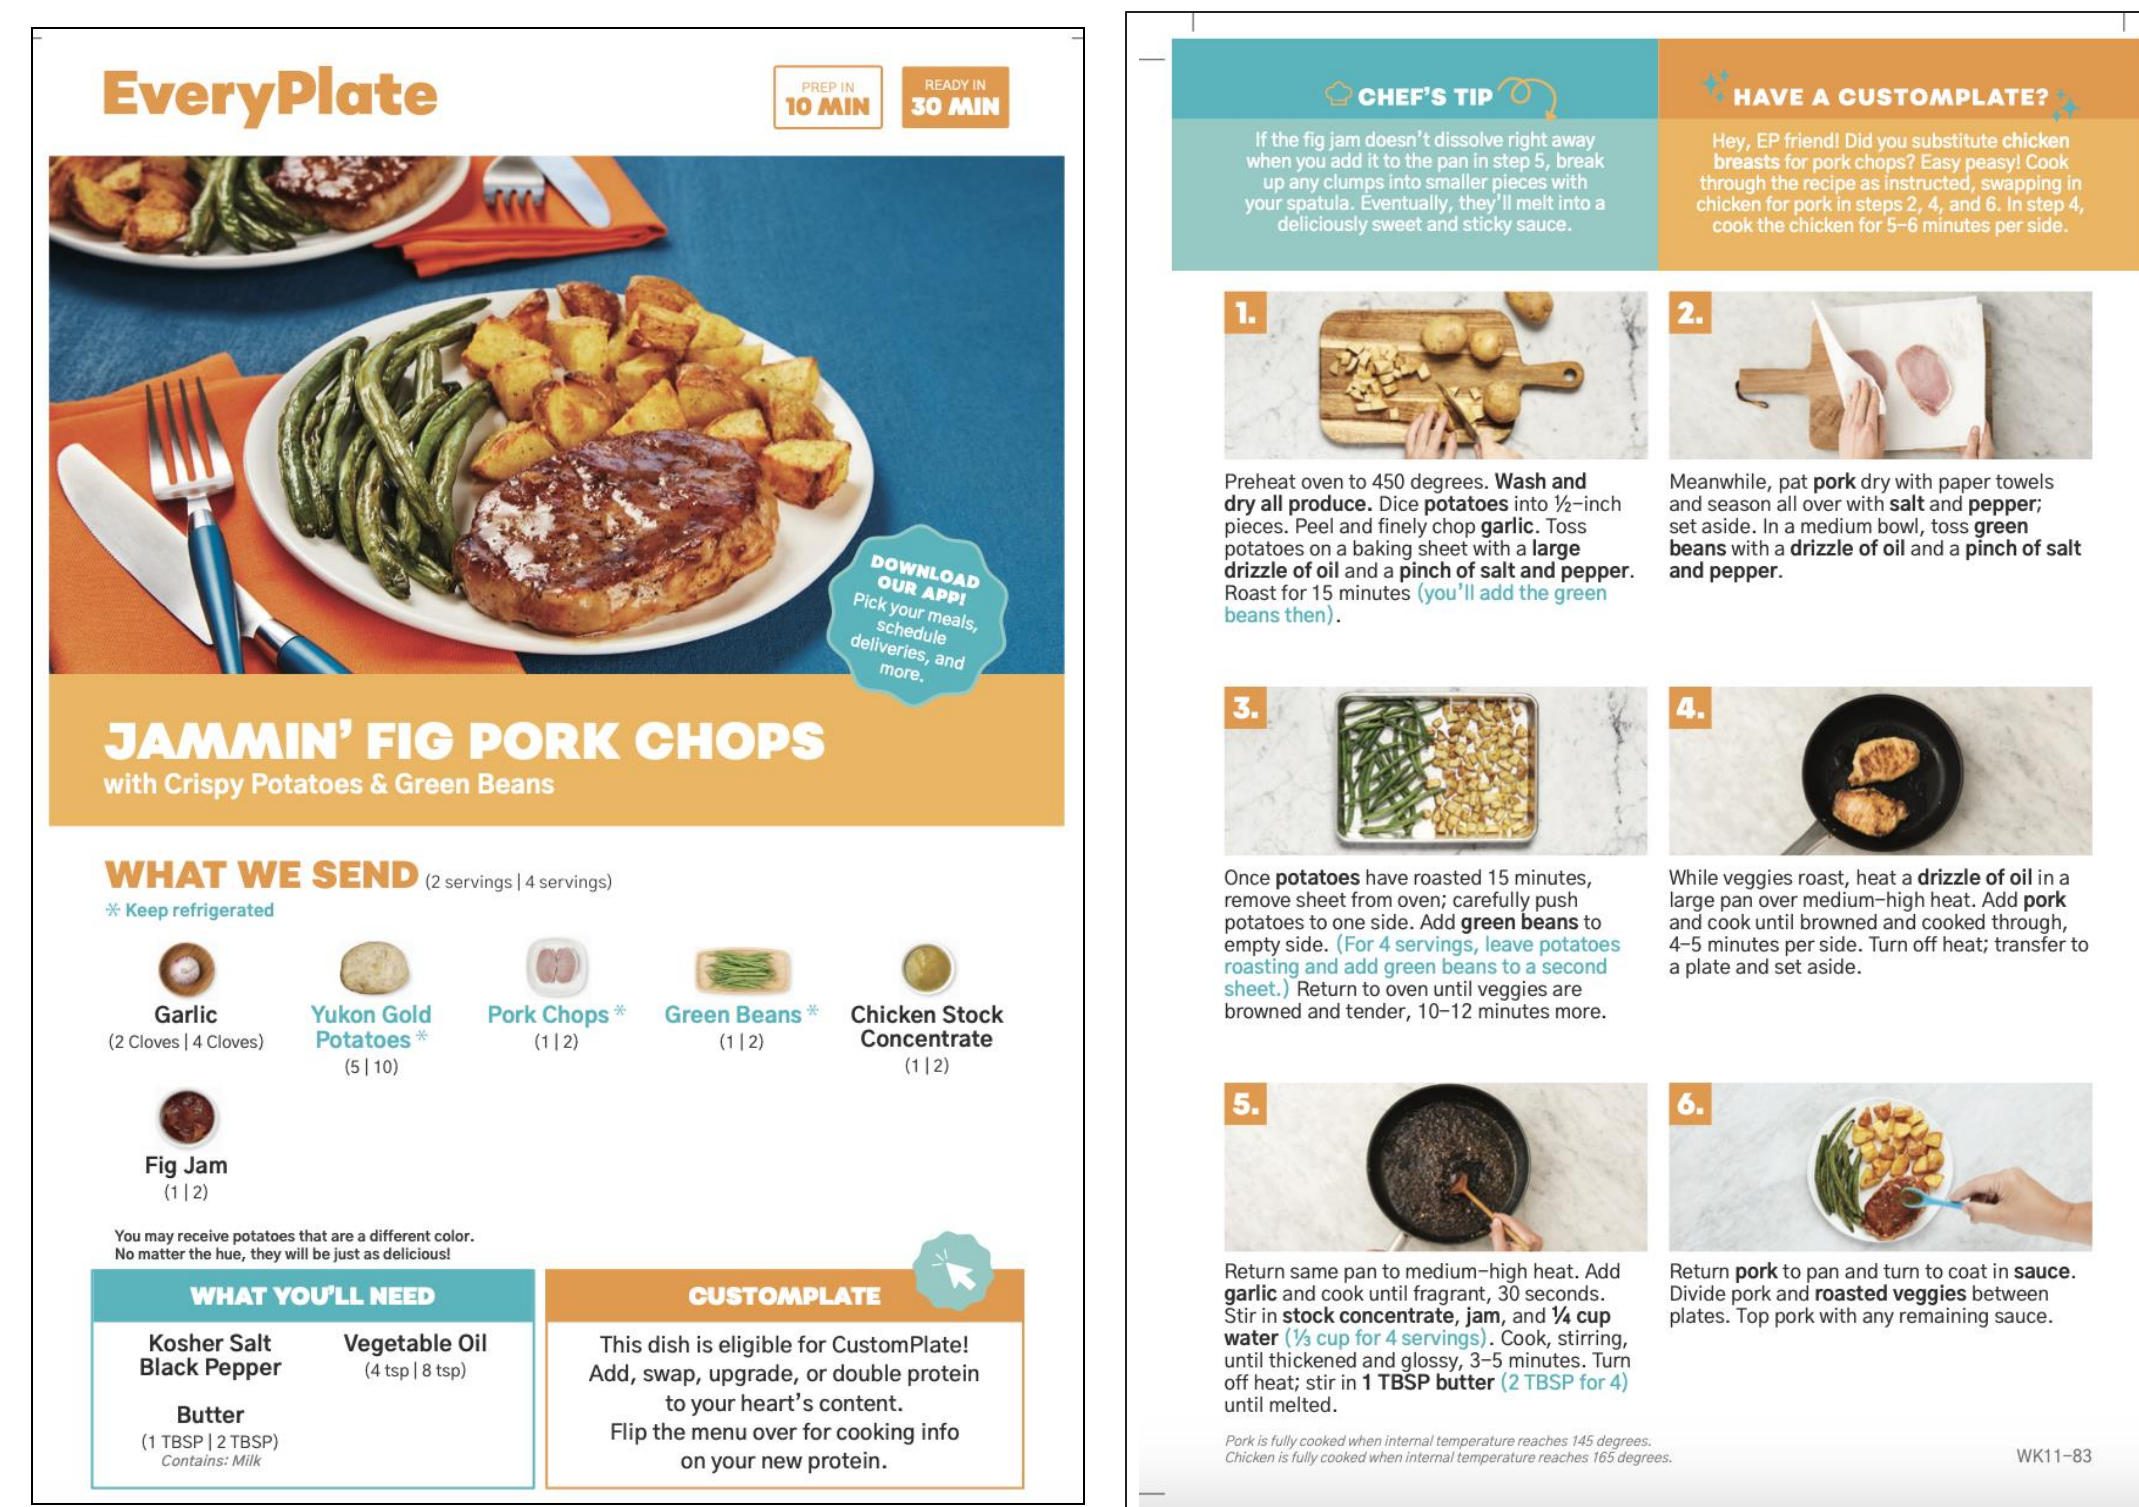 EveryPlate
PREP IN
10 MIN
READY IN
30 MIN
DOWNLOAD
OUR APP!
Pick your meals,
schedule
deliveries, and
more.
JAMMIN' FIG PORK CHOPS
with Crispy Potatoes & Green Beans
WHAT WE SEND (2 servings | 4 servings)
* Keep refrigerated
Garlic
(2 Cloves | 4 Cloves)
Yukon Gold
Potatoes *
(5 | 10)
Pork Chops *
(1 | 2)
Green Beans *
(1 | 2)
Chicken Stock
Concentrate
(1 | 2)
Fig Jam
(1 | 2)
You may receive potatoes that are a different color.
No matter the hue, they will be just as delicious!
WHAT YOU'LL NEED
Kosher Salt
Black Pepper
Vegetable Oil
(4 tsp | 8 tsp)
Butter
(1 TBSP | 2 TBSP)
Contains: Milk
CUSTOMPLATE
This dish is eligible for CustomPlate!
Add, swap, upgrade, or double protein
to your heart's content.
Flip the menu over for cooking info
on your new protein.
CHEF'S TIP
If the fig jam doesn't dissolve right away
when you add it to the pan in step 5, break
up any clumps into smaller pieces with
your spatula. Eventually, they'll melt into a
deliciously sweet and sticky sauce.
HAVE A CUSTOMPLATE?
Hey, EP friend! Did you substitute chicken
breasts for pork chops? Easy peasy! Cook
through the recipe as instructed, swapping in
chicken for pork in steps 2, 4, and 6. In step 4,
cook the chicken for 5-6 minutes per side.
1.
Preheat oven to 450 degrees. Wash and
dry all produce. Dice potatoes into ½-inch
pieces. Peel and finely chop garlic. Toss
potatoes on a baking sheet with a large
drizzle of oil and a pinch of salt and pepper.
Roast for 15 minutes (you'll add the green
beans then).
2.
Meanwhile, pat pork dry with paper towels
and season all over with salt and pepper;
set aside. In a medium bowl, toss green
beans with a drizzle of oil and a pinch of salt
and pepper.
3.
Once potatoes have roasted 15 minutes,
remove sheet from oven; carefully push
potatoes to one side. Add green beans to
empty side. (For 4 servings, leave potatoes
roasting and add green beans to a second
sheet.) Return to oven until veggies are
browned and tender, 10-12 minutes more.
4.
While veggies roast, heat a drizzle of oil in a
large pan over medium-high heat. Add pork
and cook until browned and cooked through,
4-5 minutes per side. Turn off heat; transfer to
a plate and set aside.
5.
Return same pan to medium-high heat. Add
garlic and cook until fragrant, 30 seconds.
Stir in stock concentrate, jam, and ¼ cup
water (⅓ cup for 4 servings). Cook, stirring,
until thickened and glossy, 3-5 minutes. Turn
off heat; stir in 1 TBSP butter (2 TBSP for 4)
until melted.
6.
Return pork to pan and turn to coat in sauce.
Divide pork and roasted veggies between
plates. Top pork with any remaining sauce.
Pork is fully cooked when internal temperature reaches 145 degrees.
Chicken is fully cooked when internal temperature reaches 165 degrees.
WK11-83